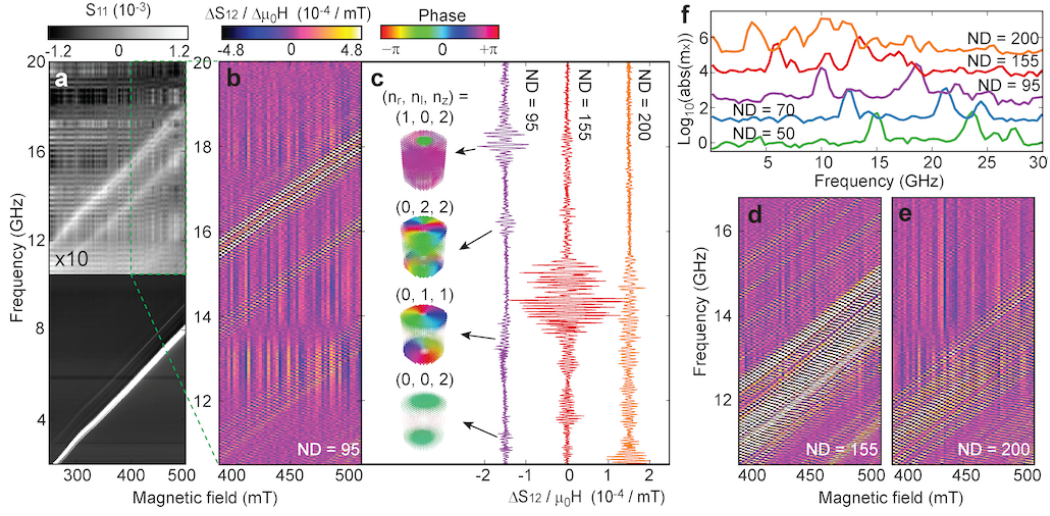 S11 (10-3)
-1.2 0 1.2
ΔS12 / Δμ0H (10-4 / mT)
-4.8 0 4.8
Phase
-π 0 +π
a
20
16
12
8
4
Frequency (GHz)
x10
300 400 500
Magnetic field (mT)
b
20
18
16
14
12
ND = 95
400 450 500
c
(nr, nl, nz) =
(1, 0, 2)
(0, 2, 2)
(0, 1, 1)
(0, 0, 2)
ND = 95
ND = 155
ND = 200
-2 -1 0 1 2
ΔS12 / μ0H (10-4 / mT)
f
Log10(abs(mx))
6
4
2
0
ND = 200
ND = 155
ND = 95
ND = 70
ND = 50
5 10 15 20 25 30
Frequency (GHz)
d
Frequency (GHz)
16
14
12
ND = 155
400 450 500
e
ND = 200
400 450 500
Magnetic field (mT)